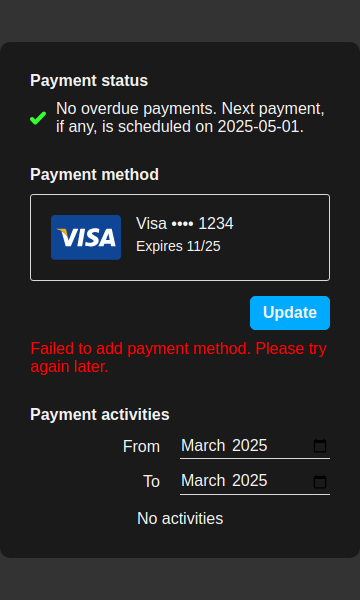 Payment status
No overdue payments. Next payment,
if any, is scheduled on 2025-05-01.
Payment method
VISA
Visa •••• 1234
Expires 11/25
Update
Failed to add payment method. Please try
again later.
Payment activities
From March 2025
To March 2025
No activities